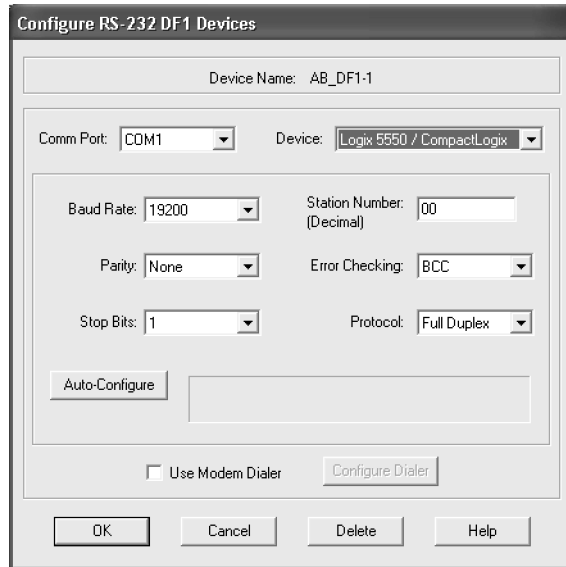 Configure RS-232 DF1 Devices
Device Name: AB_DF1-1
Comm Port: COM1 Device: Logix 5550 / CompactLogix
Baud Rate: 19200 Station Number: 00
(Decimal)
Parity: None Error Checking: BCC
Stop Bits: 1 Protocol: Full Duplex
Auto-Configure
Use Modem Dialer Configure Dialer
OK Cancel Delete Help